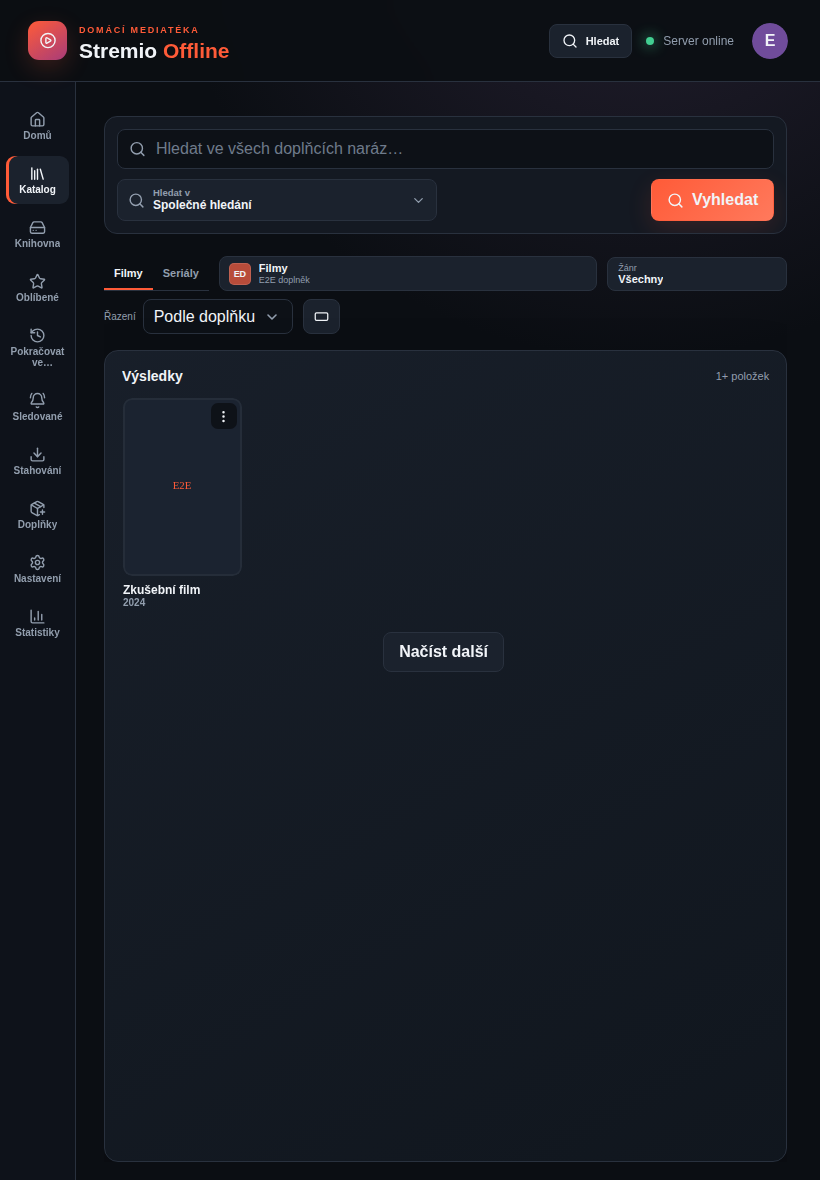 DOMÁCÍ MEDIATÉKA
Stremio Offline
Hledat
Server online
E
Domů
Katalog
Knihovna
Oblíbené
Pokračovat
ve…
Sledované
Stahování
Doplňky
Nastavení
Statistiky
Hledat ve všech doplňcích naráz…
Hledat v
Společné hledání
Vyhledat
Filmy
Seriály
ED
Filmy
E2E doplněk
Žánr
Všechny
Řazení
Podle doplňku
Výsledky
1+ položek
E2E
Zkušební film
2024
Načíst další